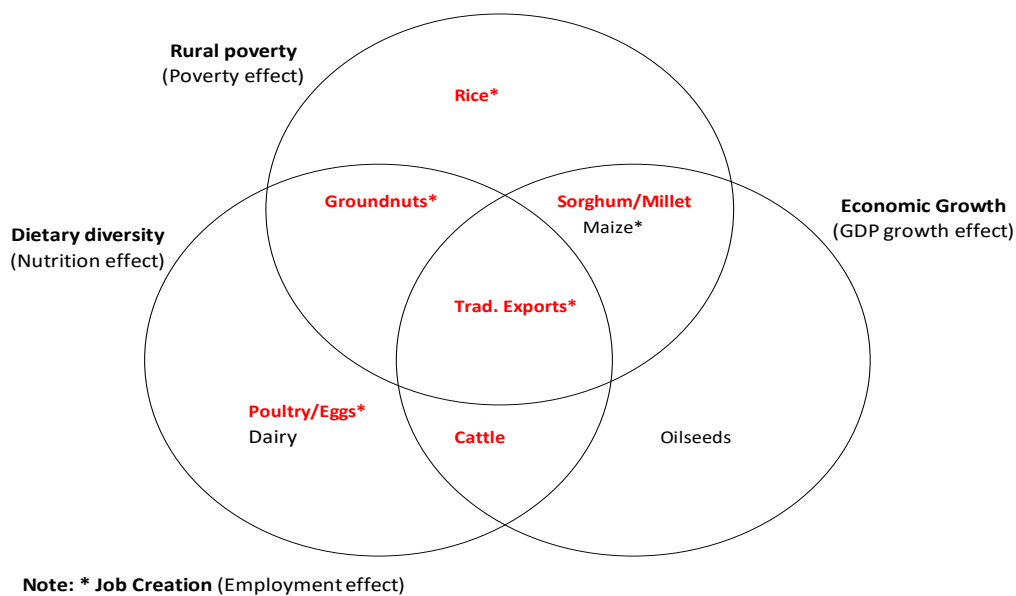 Rural poverty
(Poverty effect)
Rice*
Groundnuts*
Sorghum/Millet
Maize*
Economic Growth
(GDP growth effect)
Dietary diversity
(Nutrition effect)
Trad. Exports*
Poultry/Eggs*
Dairy
Cattle
Oilseeds
Note: * Job Creation (Employment effect)